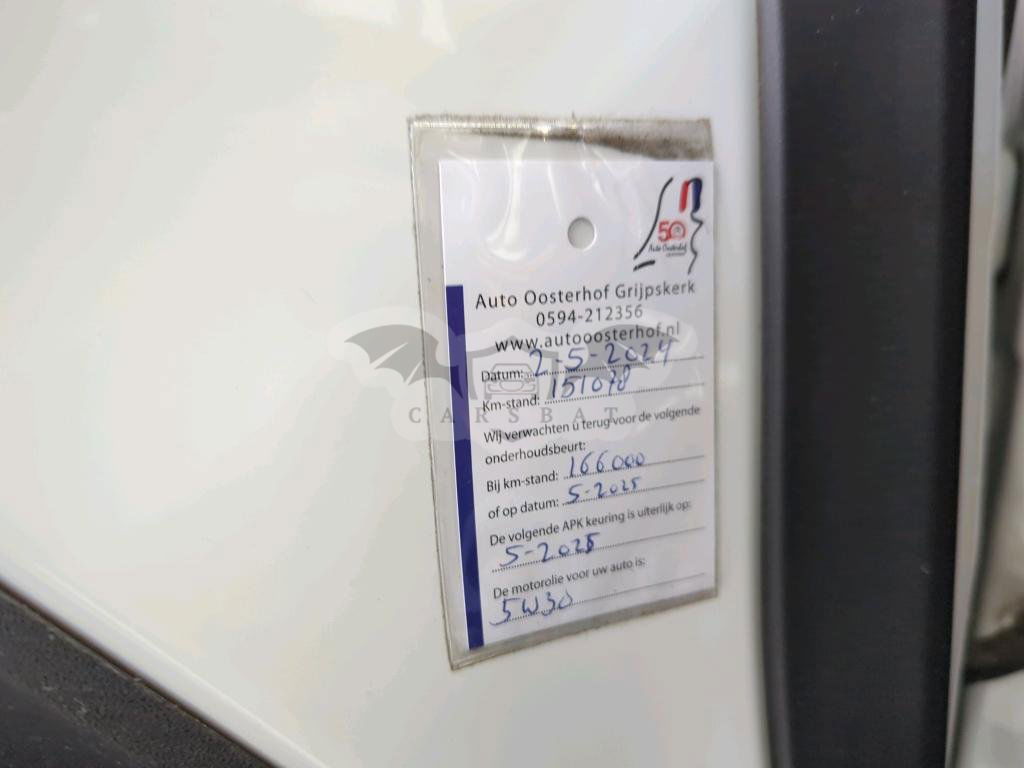 50
Auto Oosterhof
Auto Oosterhof Grijpskerk
0594-212356
www.autooosterhof.nl
Datum: 2-5-2024
Km-stand: 151078
CARSBAT
Wij verwachten u terug voor de volgende
onderhoudsbeurt:
Bij km-stand: 166000
of op datum: 5-2025
De volgende APK keuring is uiterlijk op:
5-2025
De motorolie voor uw auto is:
5W30